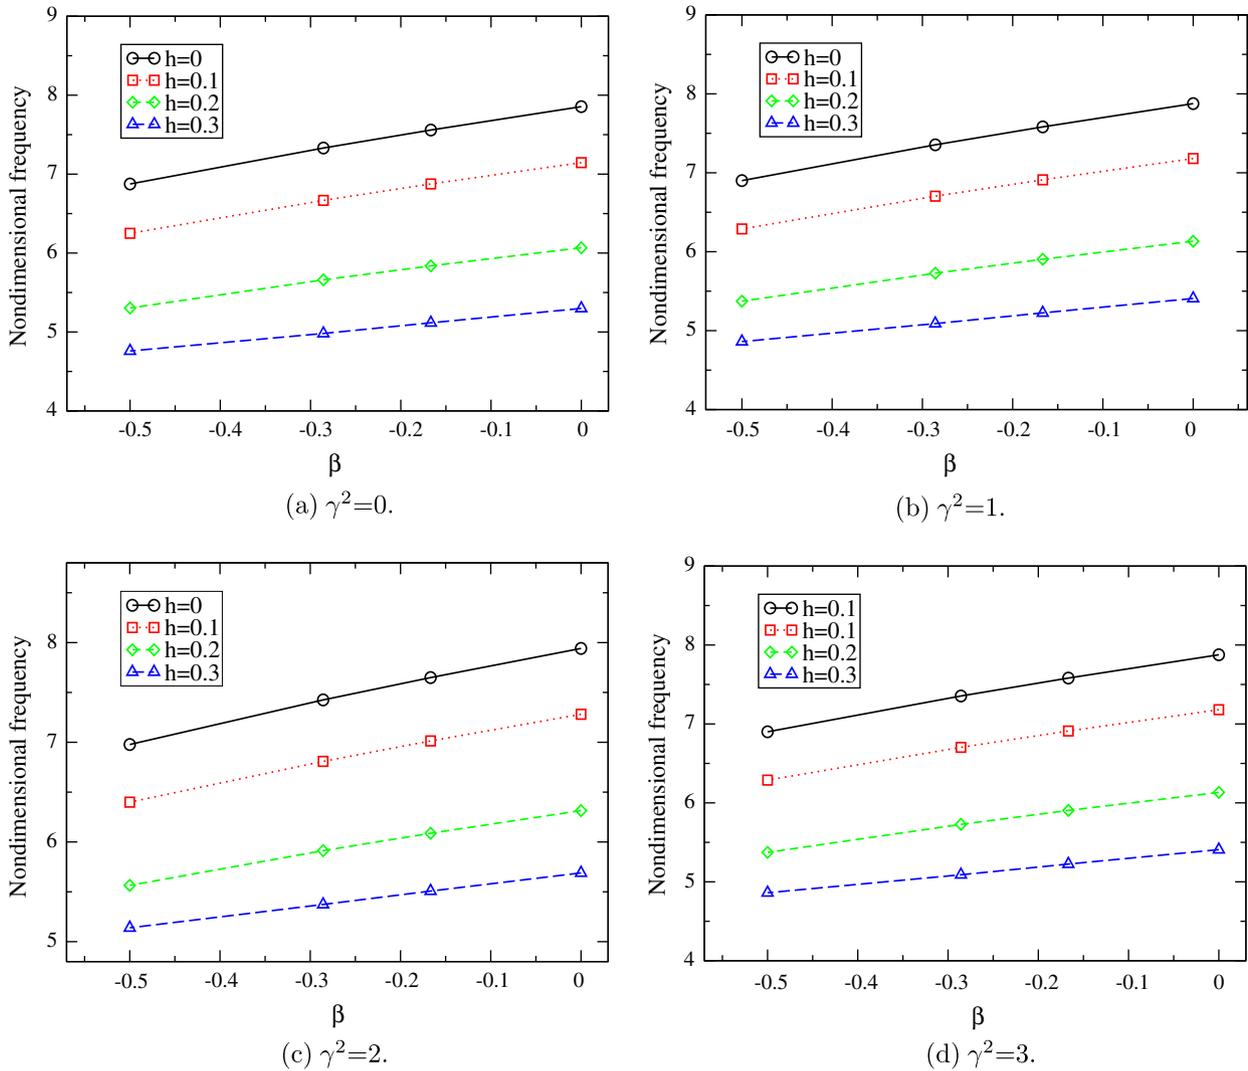 9
8
7
6
5
4
Nondimensional frequency
h=0
h=0.1
h=0.2
h=0.3
-0.5 -0.4 -0.3 -0.2 -0.1 0
β
(a) γ²=0.
9
8
7
6
5
4
Nondimensional frequency
h=0
h=0.1
h=0.2
h=0.3
-0.5 -0.4 -0.3 -0.2 -0.1 0
β
(b) γ²=1.
8
7
6
5
Nondimensional frequency
h=0
h=0.1
h=0.2
h=0.3
-0.5 -0.4 -0.3 -0.2 -0.1 0
β
(c) γ²=2.
9
8
7
6
5
4
Nondimensional frequency
h=0.1
h=0.1
h=0.2
h=0.3
-0.5 -0.4 -0.3 -0.2 -0.1 0
β
(d) γ²=3.